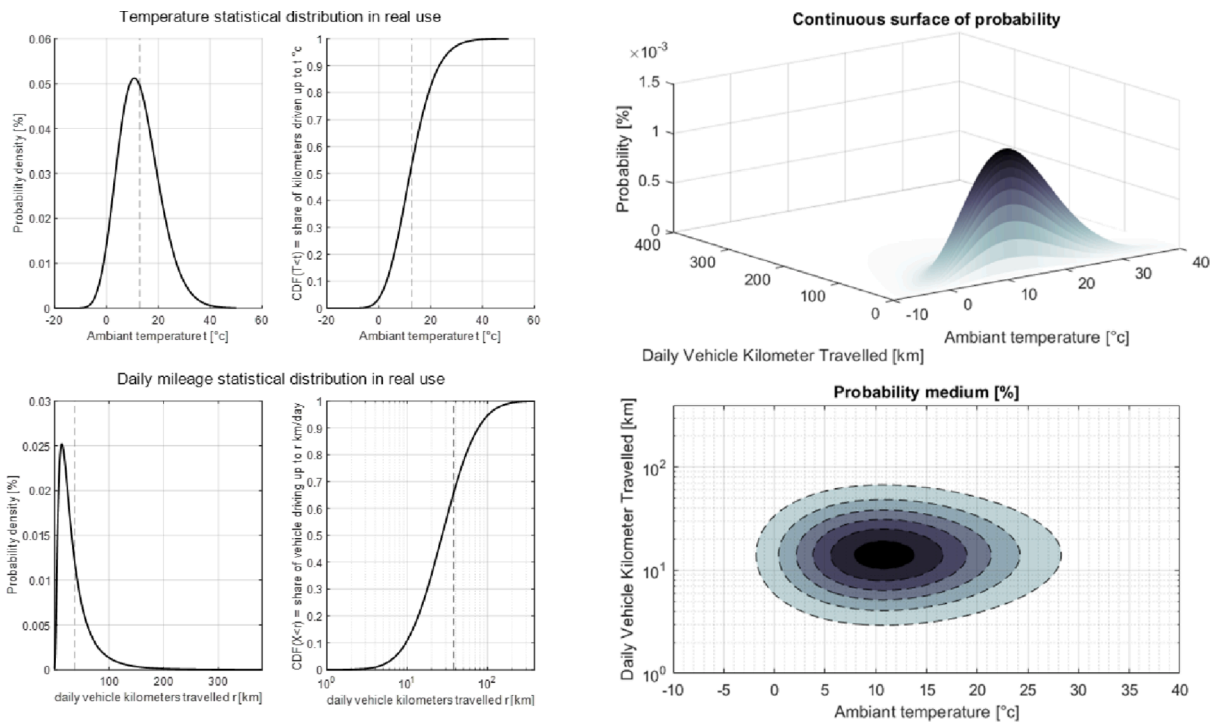 Temperature statistical distribution in real use
0.06
0.05
0.04
0.03
0.02
0.01
0
Probability density [%]
-20 0 20 40 60
Ambiant temperature t [°c]
1
0.9
0.8
0.7
0.6
0.5
0.4
0.3
0.2
0.1
0
CDF(T<t) = share of kilometers driven up to t °c
-20 0 20 40 60
Ambiant temperature t [°c]
Continuous surface of probability
×10-3
1.5
1
0.5
0
Probability [%]
400 300 200 100 0
-10 0 10 20 30 40
Ambient temperature [°c]
Daily Vehicle Kilometer Travelled [km]
Daily mileage statistical distribution in real use
0.03
0.025
0.02
0.015
0.01
0.005
0
Probability density [%]
100 200 300
daily vehicle kilometers travelled r[km]
1
0.9
0.8
0.7
0.6
0.5
0.4
0.3
0.2
0.1
0
CDF(X<r) = share of vehicle driving up to r km/day
100 101 102
daily vehicle kilometers travelled r[km]
Probability medium [%]
Daily Vehicle Kilometer Travelled [km]
102
101
100
-10 -5 0 5 10 15 20 25 30 35 40
Ambient temperature [°c]